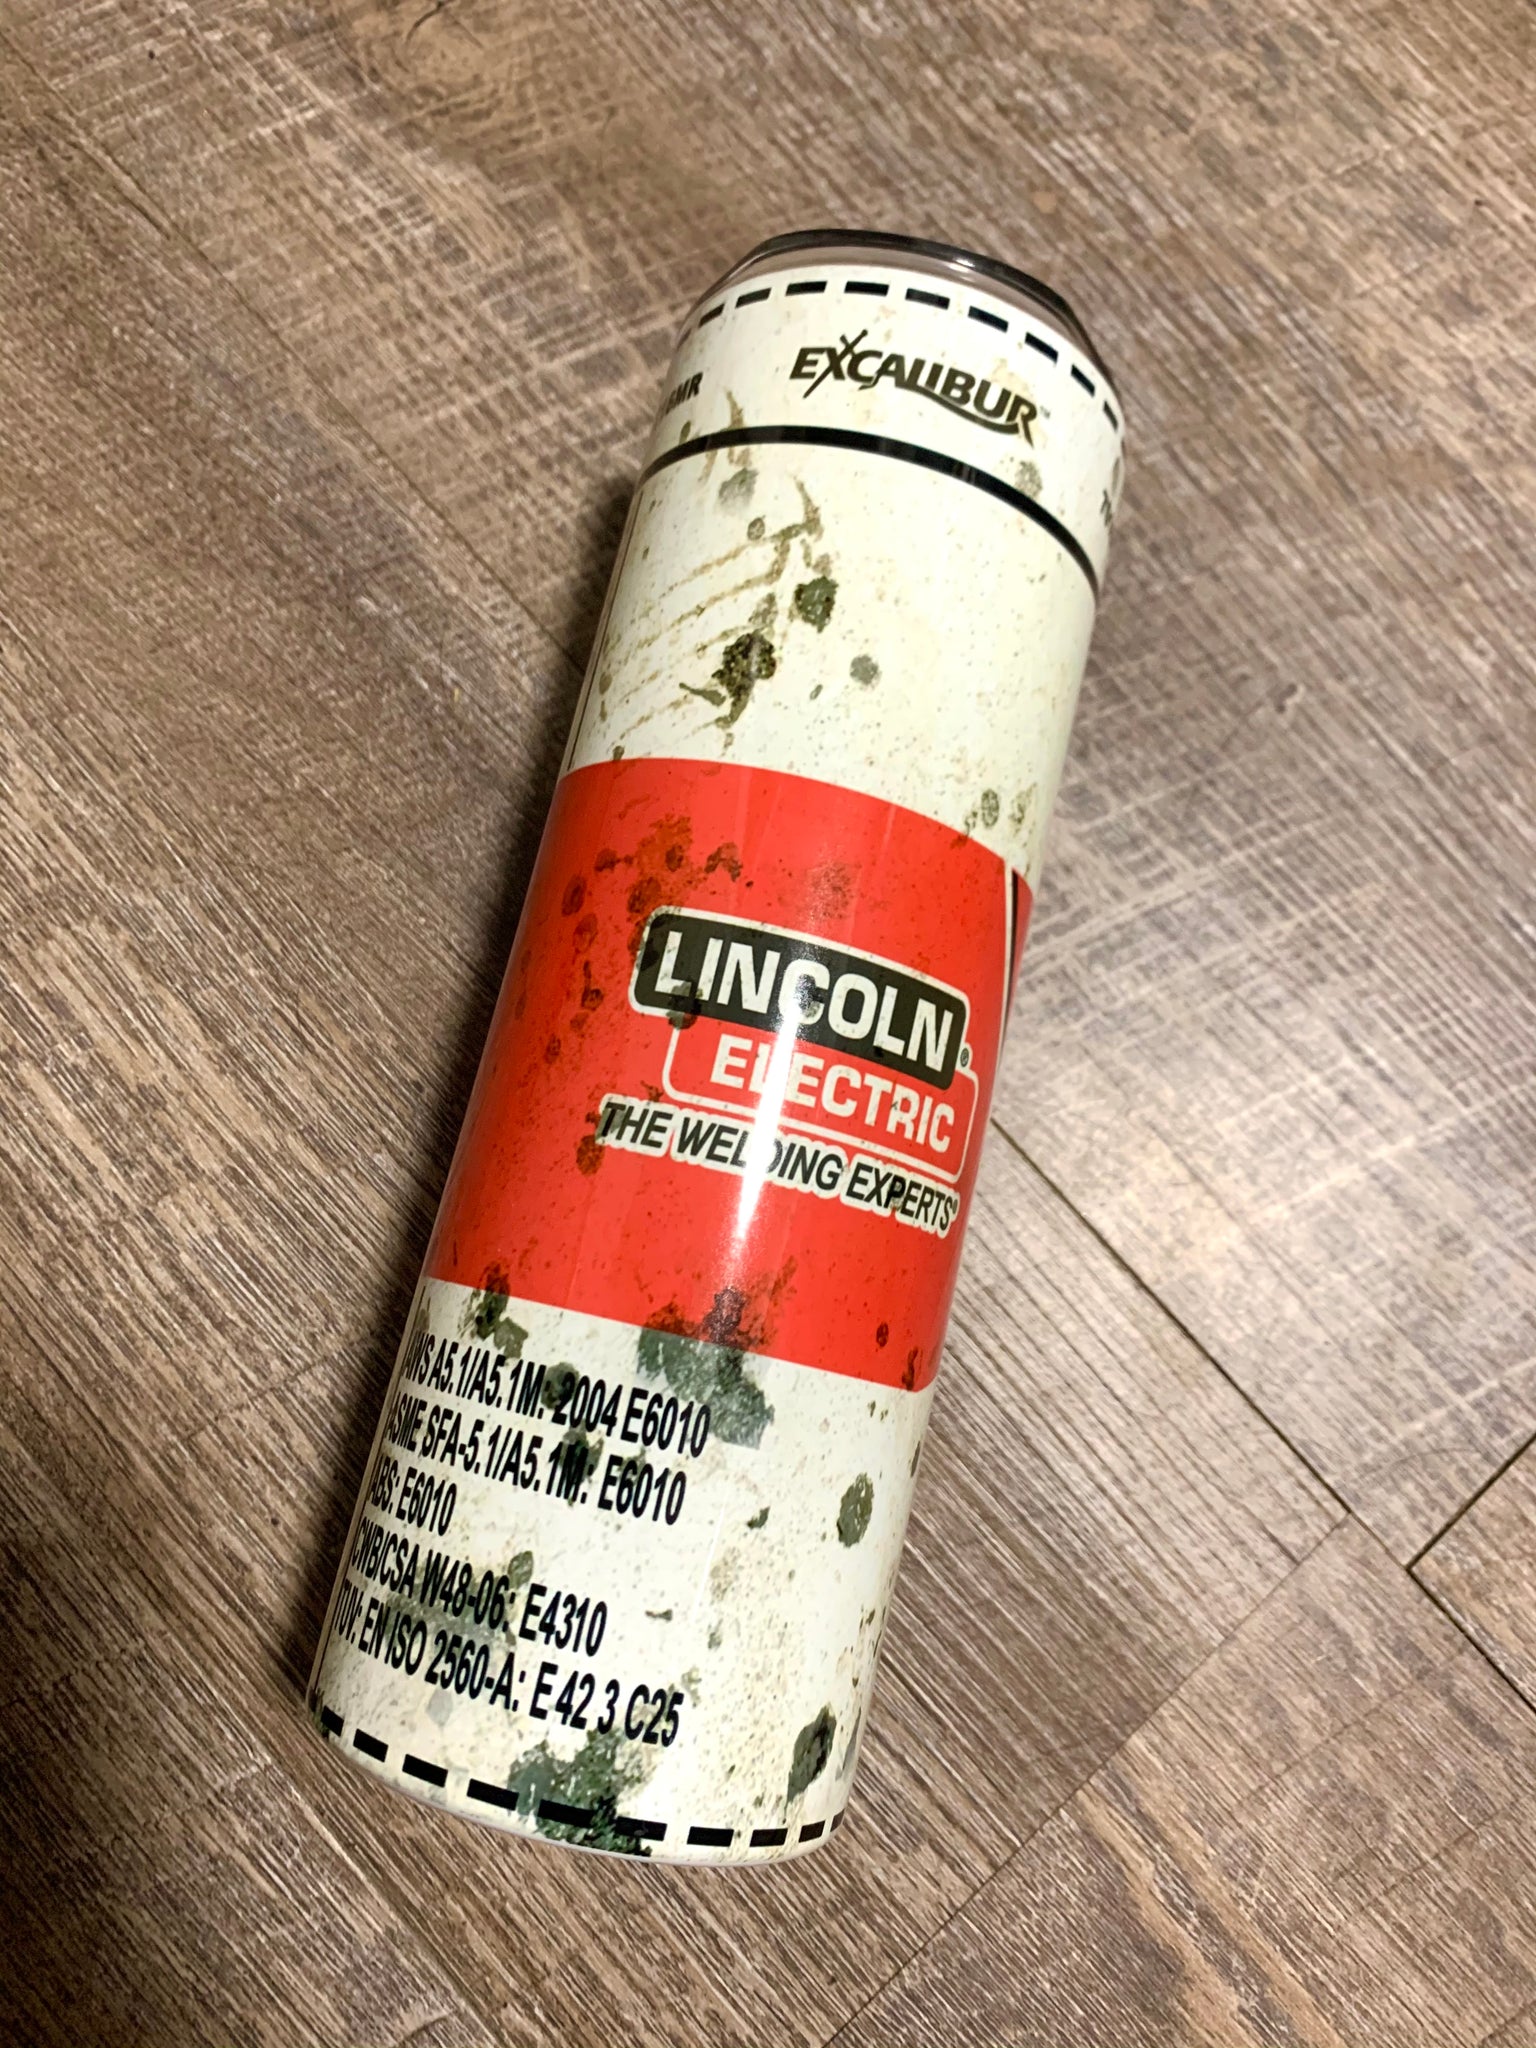 EXCALIBUR™
LINCOLN®
ELECTRIC
THE WELDING EXPERTS®
AWS A5.1/A5.1M: 2004 E6010
ASME SFA-5.1/A5.1M: E6010
ABS: E6010
CWB/CSA W48-06: E4310
TUV: EN ISO 2560-A: E 42 3 C25